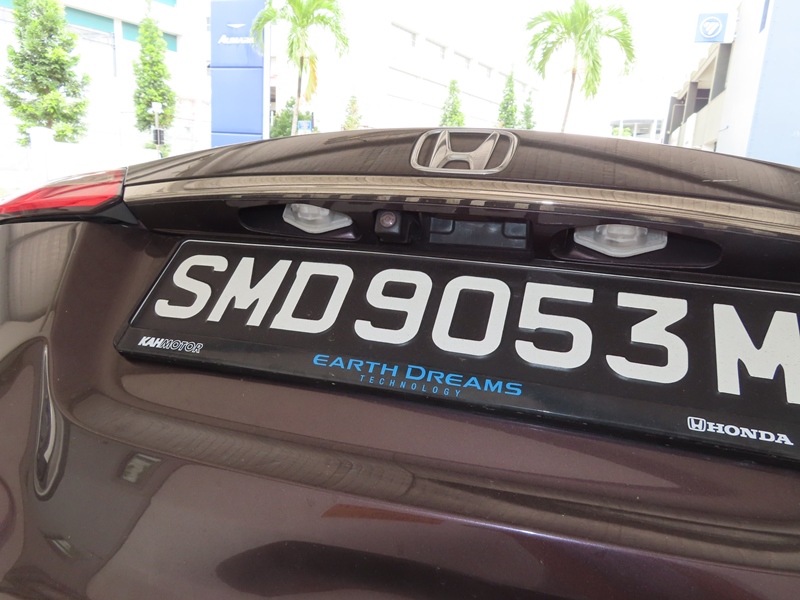 SMD9053M
KAHMOTOR
EARTH DREAMS
TECHNOLOGY
HONDA